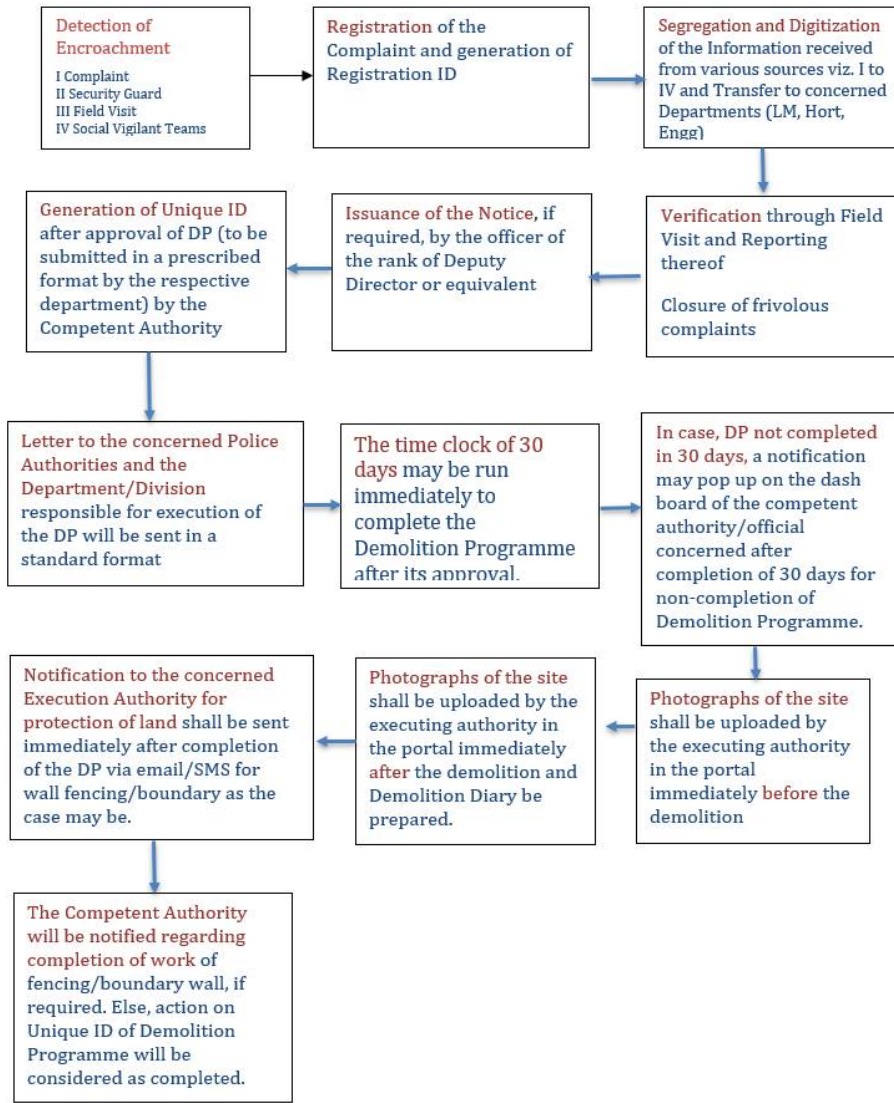 Detection of
Encroachment
I Complaint
II Security Guard
III Field Visit
IV Social Vigilant Teams
Registration of the
Complaint and generation of
Registration ID
Segregation and Digitization
of the Information received
from various sources viz. I to
IV and Transfer to concerned
Departments (LM, Hort,
Engg)
Verification through Field
Visit and Reporting
thereof
Closure of frivolous
complaints
Issuance of the Notice, if
required, by the officer of
the rank of Deputy
Director or equivalent
Generation of Unique ID
after approval of DP (to be
submitted in a prescribed
format by the respective
department) by the
Competent Authority
Letter to the concerned Police
Authorities and the
Department/Division
responsible for execution of
the DP will be sent in a
standard format
The time clock of 30
days may be run
immediately to
complete the
Demolition Programme
after its approval.
In case, DP not completed
in 30 days, a notification
may pop up on the dash
board of the competent
authority/official
concerned after
completion of 30 days for
non-completion of
Demolition Programme.
Photographs of the site
shall be uploaded by
the executing authority
in the portal
immediately before the
demolition
Photographs of the site
shall be uploaded by the
executing authority in
the portal immediately
after the demolition and
Demolition Diary be
prepared.
Notification to the concerned
Execution Authority for
protection of land shall be sent
immediately after completion
of the DP via email/SMS for
wall fencing/boundary as the
case may be.
The Competent Authority
will be notified regarding
completion of work of
fencing/boundary wall, if
required. Else, action on
Unique ID of Demolition
Programme will be
considered as completed.